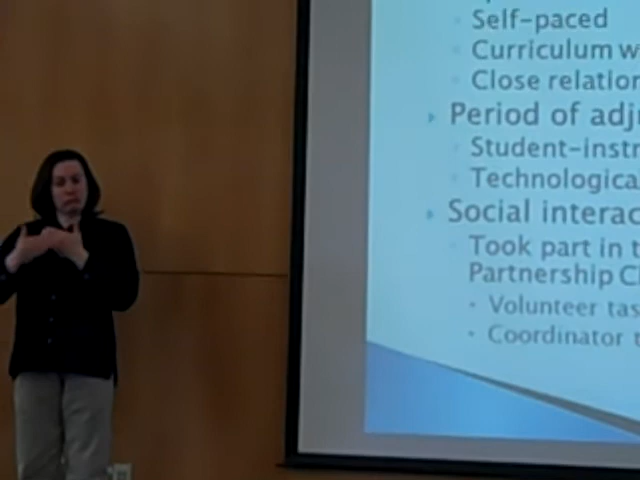 Self-paced
Curriculum w
Close relation
Period of adj
Student-instr
Technologica
Social interac
Took part in t
Partnership C
Volunteer tas
Coordinator t